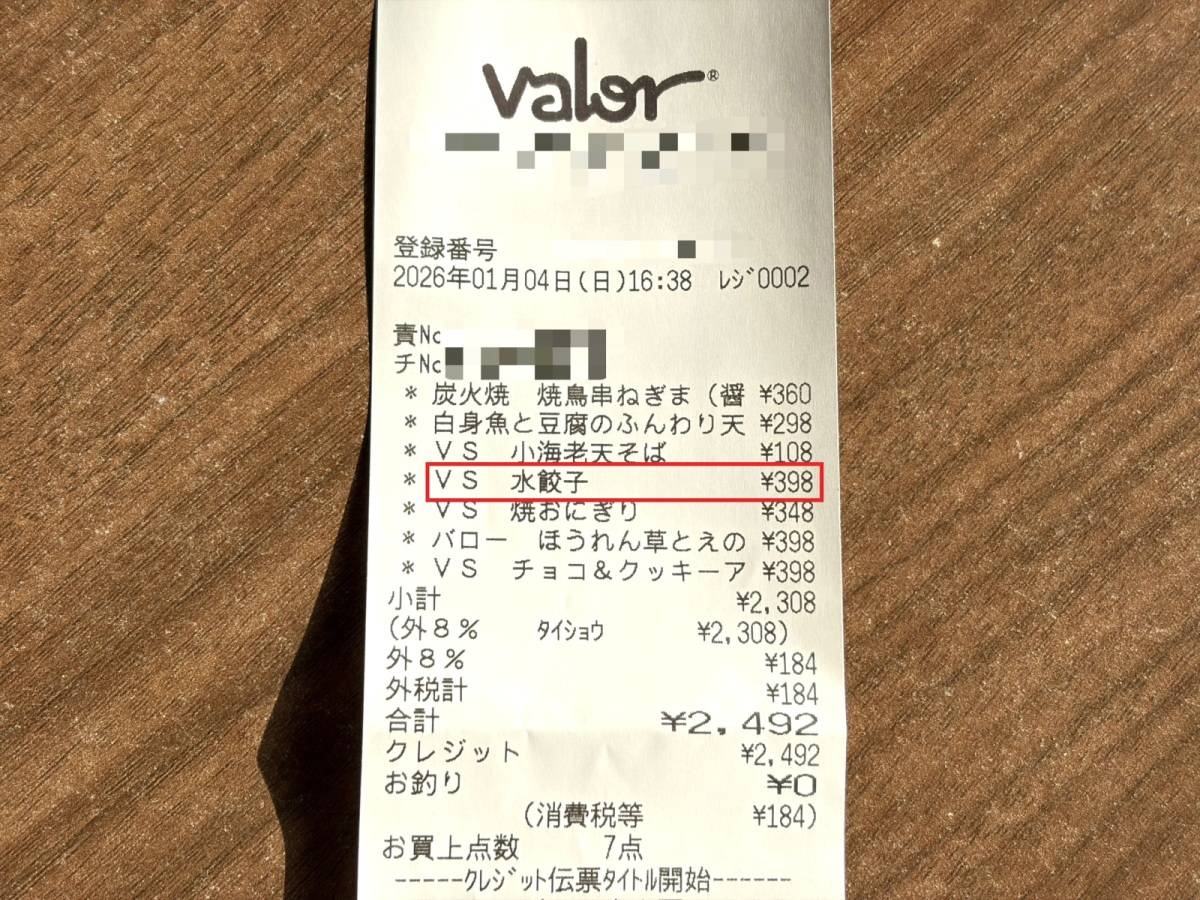 valor®
登録番号
2026年01月04日(日)16:38 ﾚｼﾞ0002
責No
チNo
* 炭火焼 焼鳥串ねぎま(醤 ¥360
* 白身魚と豆腐のふんわり天 ¥298
* VS 小海老天そば ¥108
* VS 水餃子 ¥398
* VS 焼おにぎり ¥348
* バロー ほうれん草とえの ¥398
* VS チョコ&クッキーア ¥398
小計 ¥2,308
(外8% ﾀｲｼｮｳ ¥2,308)
外8% ¥184
外税計 ¥184
合計 ¥2,492
クレジット ¥2,492
お釣り ¥0
(消費税等 ¥184)
お買上点数 7点
-----ｸﾚｼﾞｯﾄ伝票ﾀｲﾄﾙ開始------